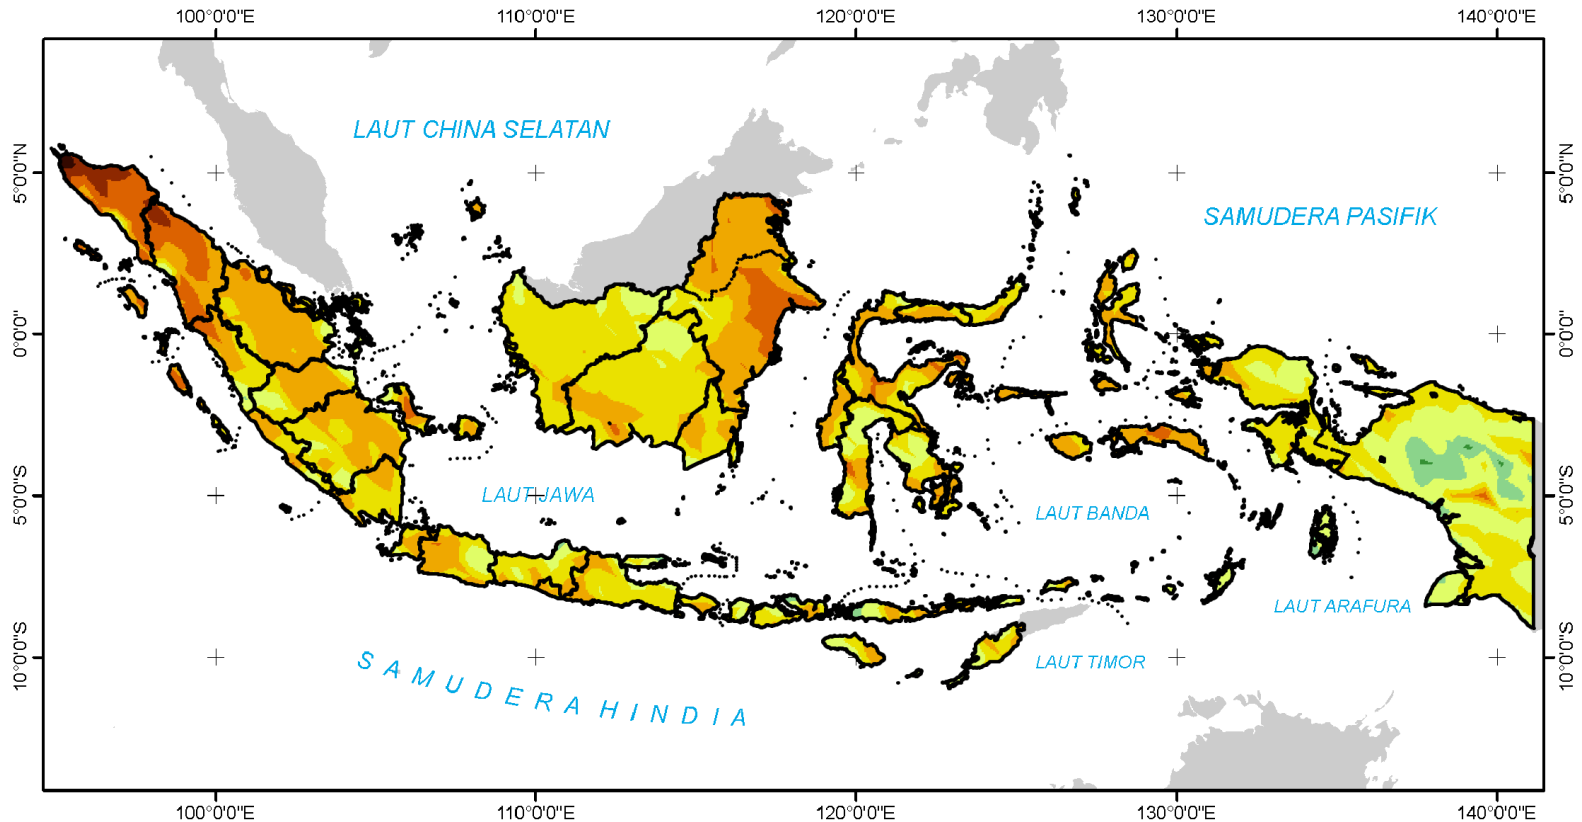 100°0'0"E 110°0'0"E 120°0'0"E 130°0'0"E 140°0'0"E
LAUT CHINA SELATAN
5°0'0"N 5°0'0"N
SAMUDERA PASIFIK
0°0'0" 0°0'0"
5°0'0"S LAUT JAWA 5°0'0"S
LAUT BANDA
LAUT ARAFURA
10°0'0"S LAUT TIMOR 10°0'0"S
SAMUDERA HINDIA
100°0'0"E 110°0'0"E 120°0'0"E 130°0'0"E 140°0'0"E